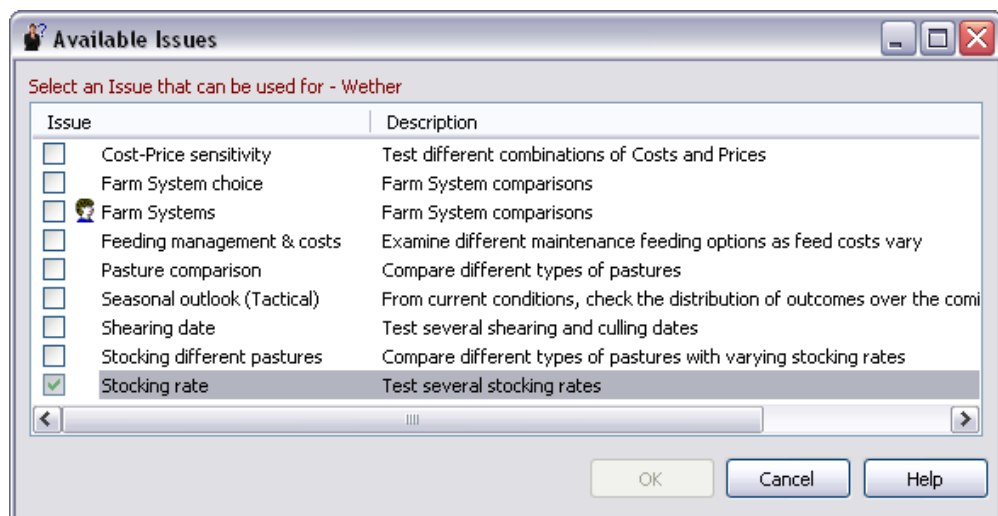 Available Issues
Select an Issue that can be used for - Wether
Issue Description
Cost-Price sensitivity Test different combinations of Costs and Prices
Farm System choice Farm System comparisons
Farm Systems Farm System comparisons
Feeding management & costs Examine different maintenance feeding options as feed costs vary
Pasture comparison Compare different types of pastures
Seasonal outlook (Tactical) From current conditions, check the distribution of outcomes over the comi
Shearing date Test several shearing and culling dates
Stocking different pastures Compare different types of pastures with varying stocking rates
Stocking rate Test several stocking rates
OK Cancel Help